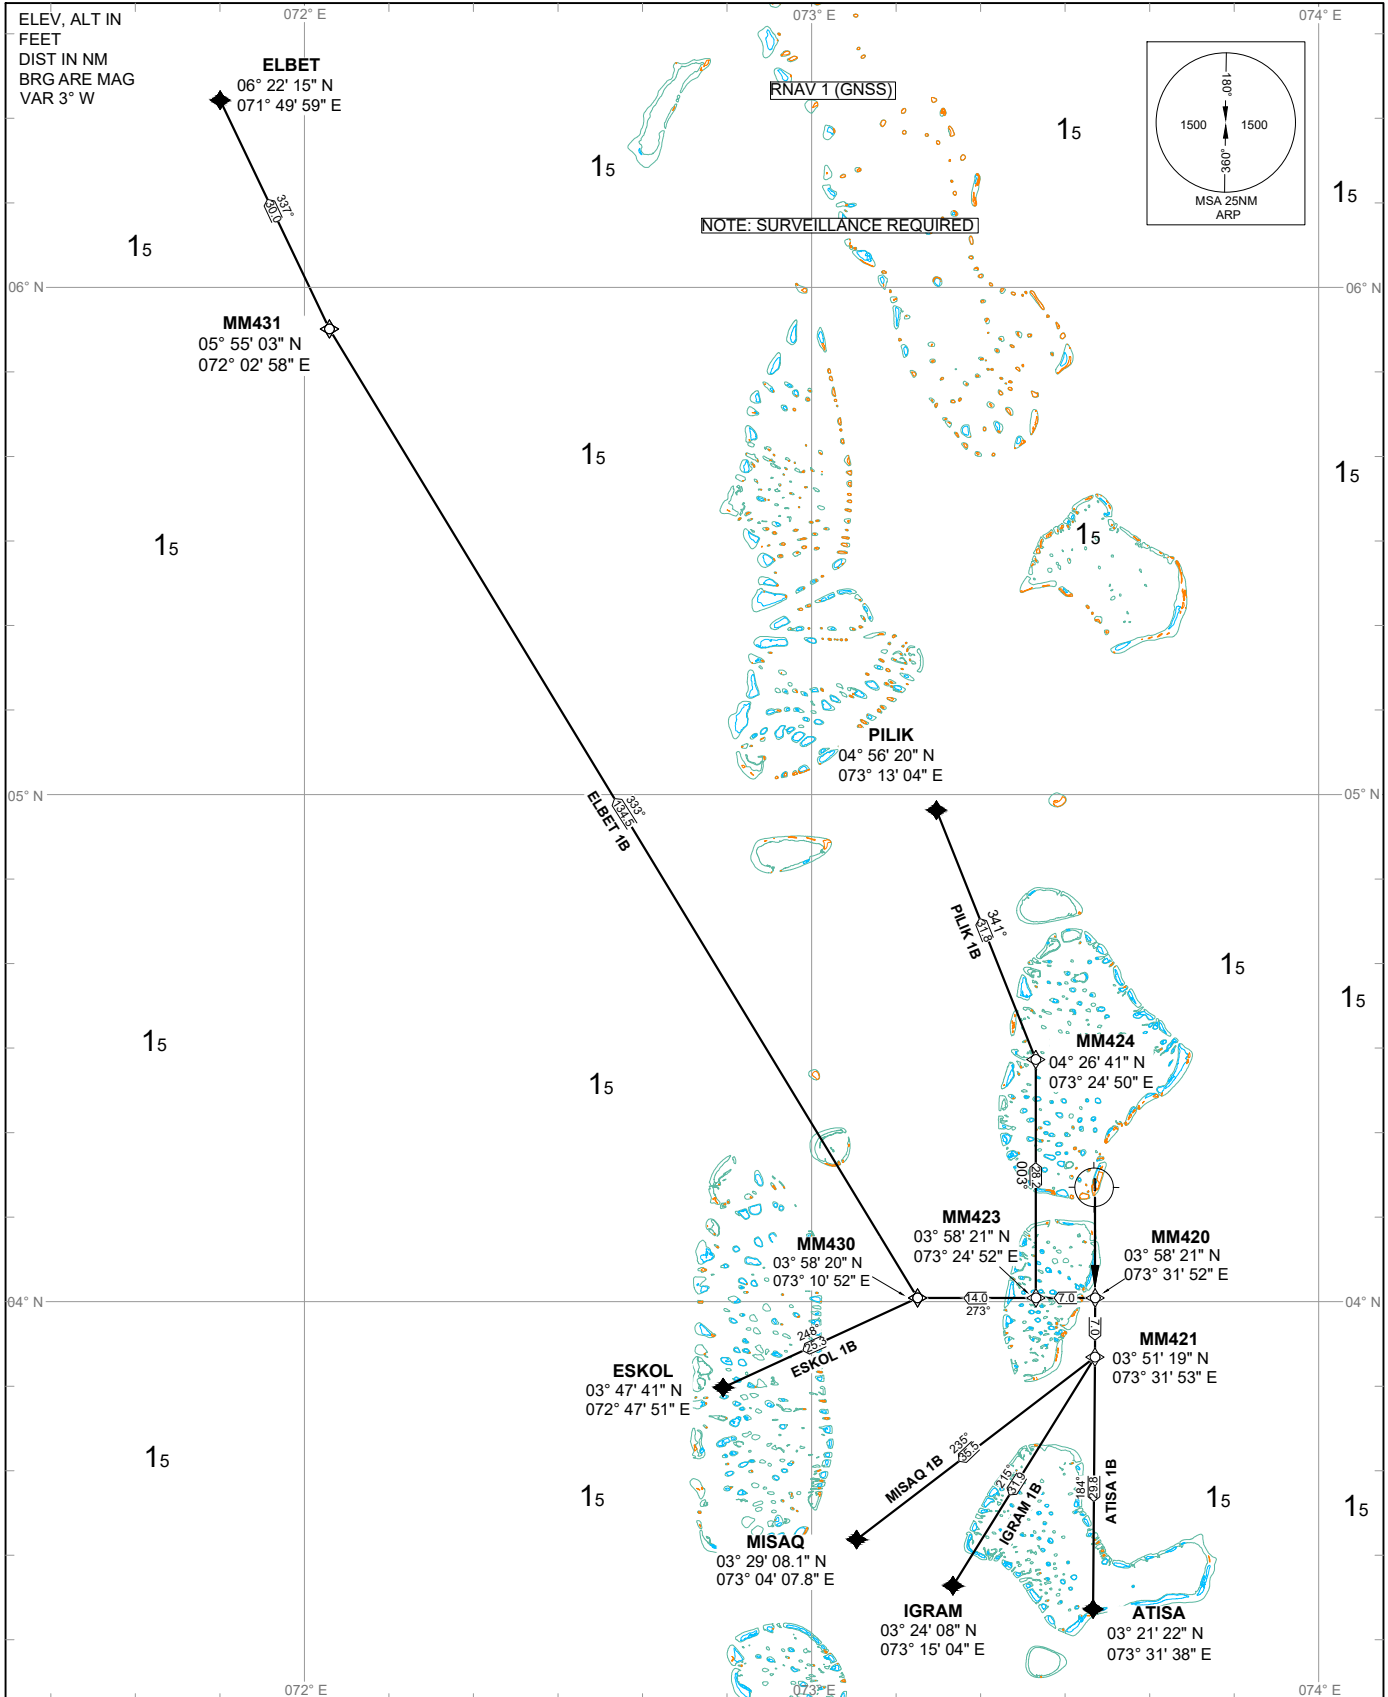 ELEV, ALT IN
FEET
DIST IN NM
BRG ARE MAG
VAR 3° W
072° E
073° E
074° E
ELBET
06° 22' 15" N
071° 49' 59" E
RNAV 1 (GNSS)
180°
1500
1500
360°
MSA 25NM
ARP
15
15
15
337°
30.0
NOTE: SURVEILLANCE REQUIRED
15
06° N
06° N
MM431
05° 55' 03" N
072° 02' 58" E
15
15
15
15
PILIK
04° 56' 20" N
073° 13' 04" E
05° N
05° N
333°
134.5
ELBET 1B
341°
31.8
PILIK 1B
15
15
15
15
MM424
04° 26' 41" N
073° 24' 50" E
003°
28.2
MM423
03° 58' 21" N
073° 24' 52" E
MM430
03° 58' 20" N
073° 10' 52" E
MM420
03° 58' 21" N
073° 31' 52" E
04° N
04° N
14.0
273°
7.0
7.0
MM421
03° 51' 19" N
073° 31' 53" E
248°
25.3
ESKOL 1B
ESKOL
03° 47' 41" N
072° 47' 51" E
235°
35.5
MISAQ 1B
215°
31.9
IGRAM 1B
184°
29.8
ATISA 1B
15
15
15
15
MISAQ
03° 29' 08.1" N
073° 04' 07.8" E
IGRAM
03° 24' 08" N
073° 15' 04" E
ATISA
03° 21' 22" N
073° 31' 38" E
072° E
073° E
074° E